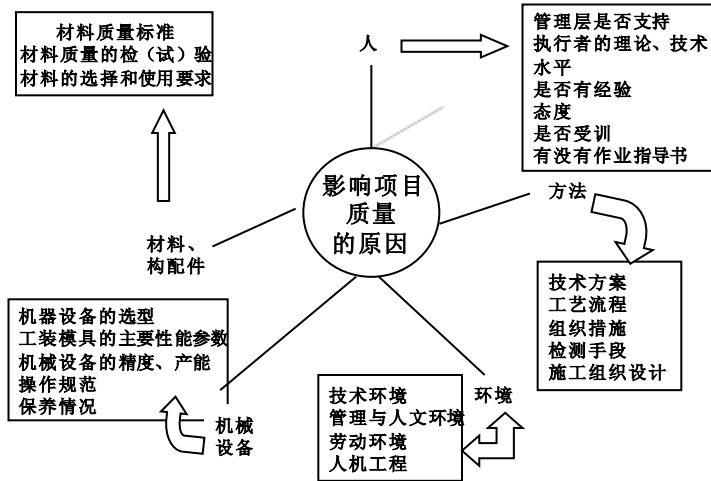 材料质量标准
材料质量的检（试）验
材料的选择和使用要求
人
管理层是否支持
执行者的理论、技术
水平
是否有经验
态度
是否受训
有没有作业指导书
影响项目
质量
的原因
方法
材料、
构配件
技术方案
工艺流程
组织措施
检测手段
施工组织设计
机器设备的选型
工装模具的主要性能参数
机械设备的精度、产能
操作规范
保养情况
机械
设备
技术环境
管理与人文环境
劳动环境
人机工程
环境